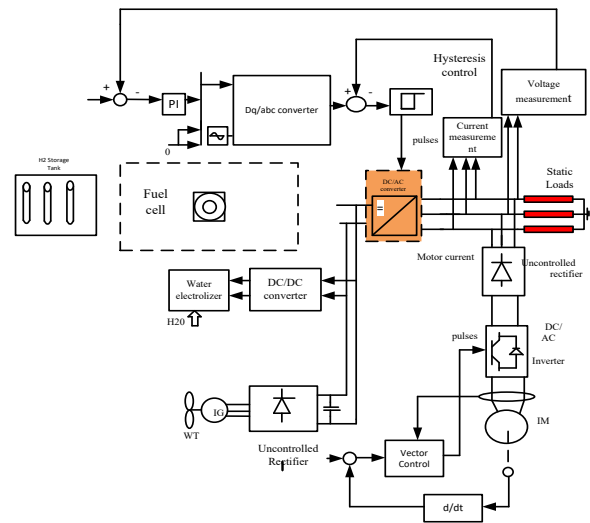 Hysteresis
control
Voltage
measurement
+
-
PI
Dq/abc converter
+
-
0
pulses
Current
measureme
nt
H2 Storage
Tank
Fuel
cell
DC/AC
converter
=
Static
Loads
Motor current
Uncontrolled
rectifier
Water
electrolizer
DC/DC
converter
H20
pulses
DC/
AC
Inverter
IG
WT
IM
Uncontrolled
Rectifier
Vector
Control
d/dt